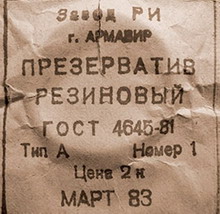 Завод РИ
г. АРМАВИР
ПРЕЗЕРВАТИВ
РЕЗИНОВЫЙ
ГОСТ 4645-81
Тип А Номер 1
Цена 2 к
МАРТ 83